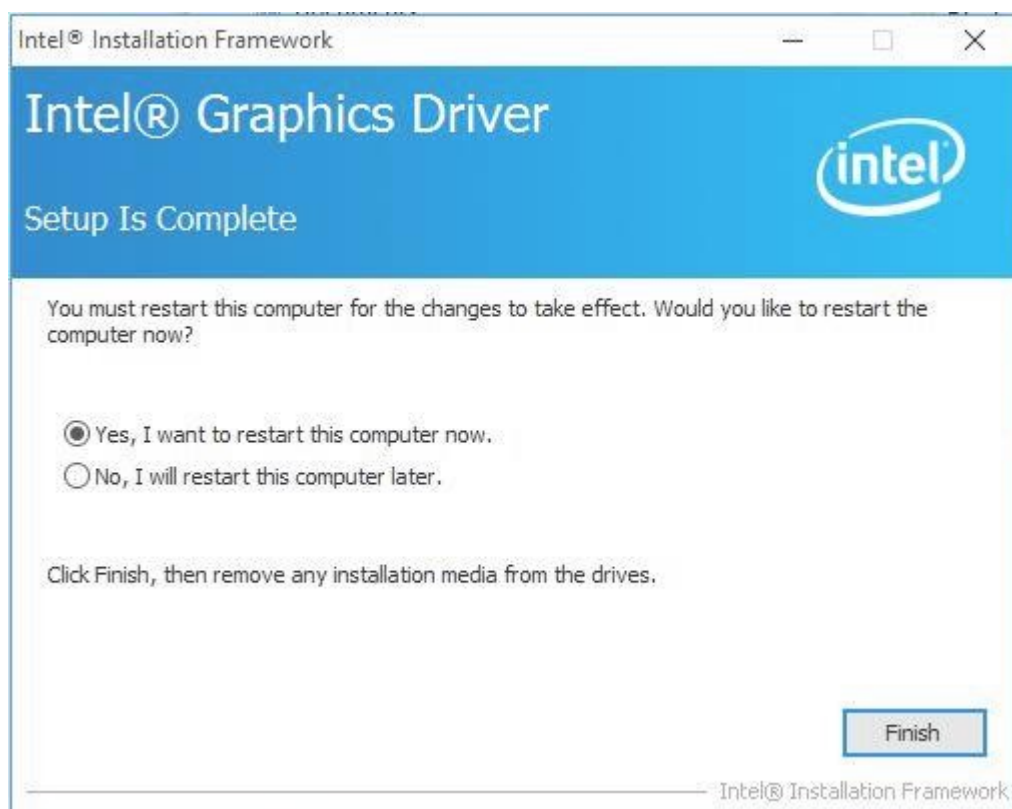 Intel® Installation Framework
Intel® Graphics Driver
intel
Setup Is Complete
You must restart this computer for the changes to take effect. Would you like to restart the
computer now?
Yes, I want to restart this computer now.
No, I will restart this computer later.
Click Finish, then remove any installation media from the drives.
Finish
Intel® Installation Framework